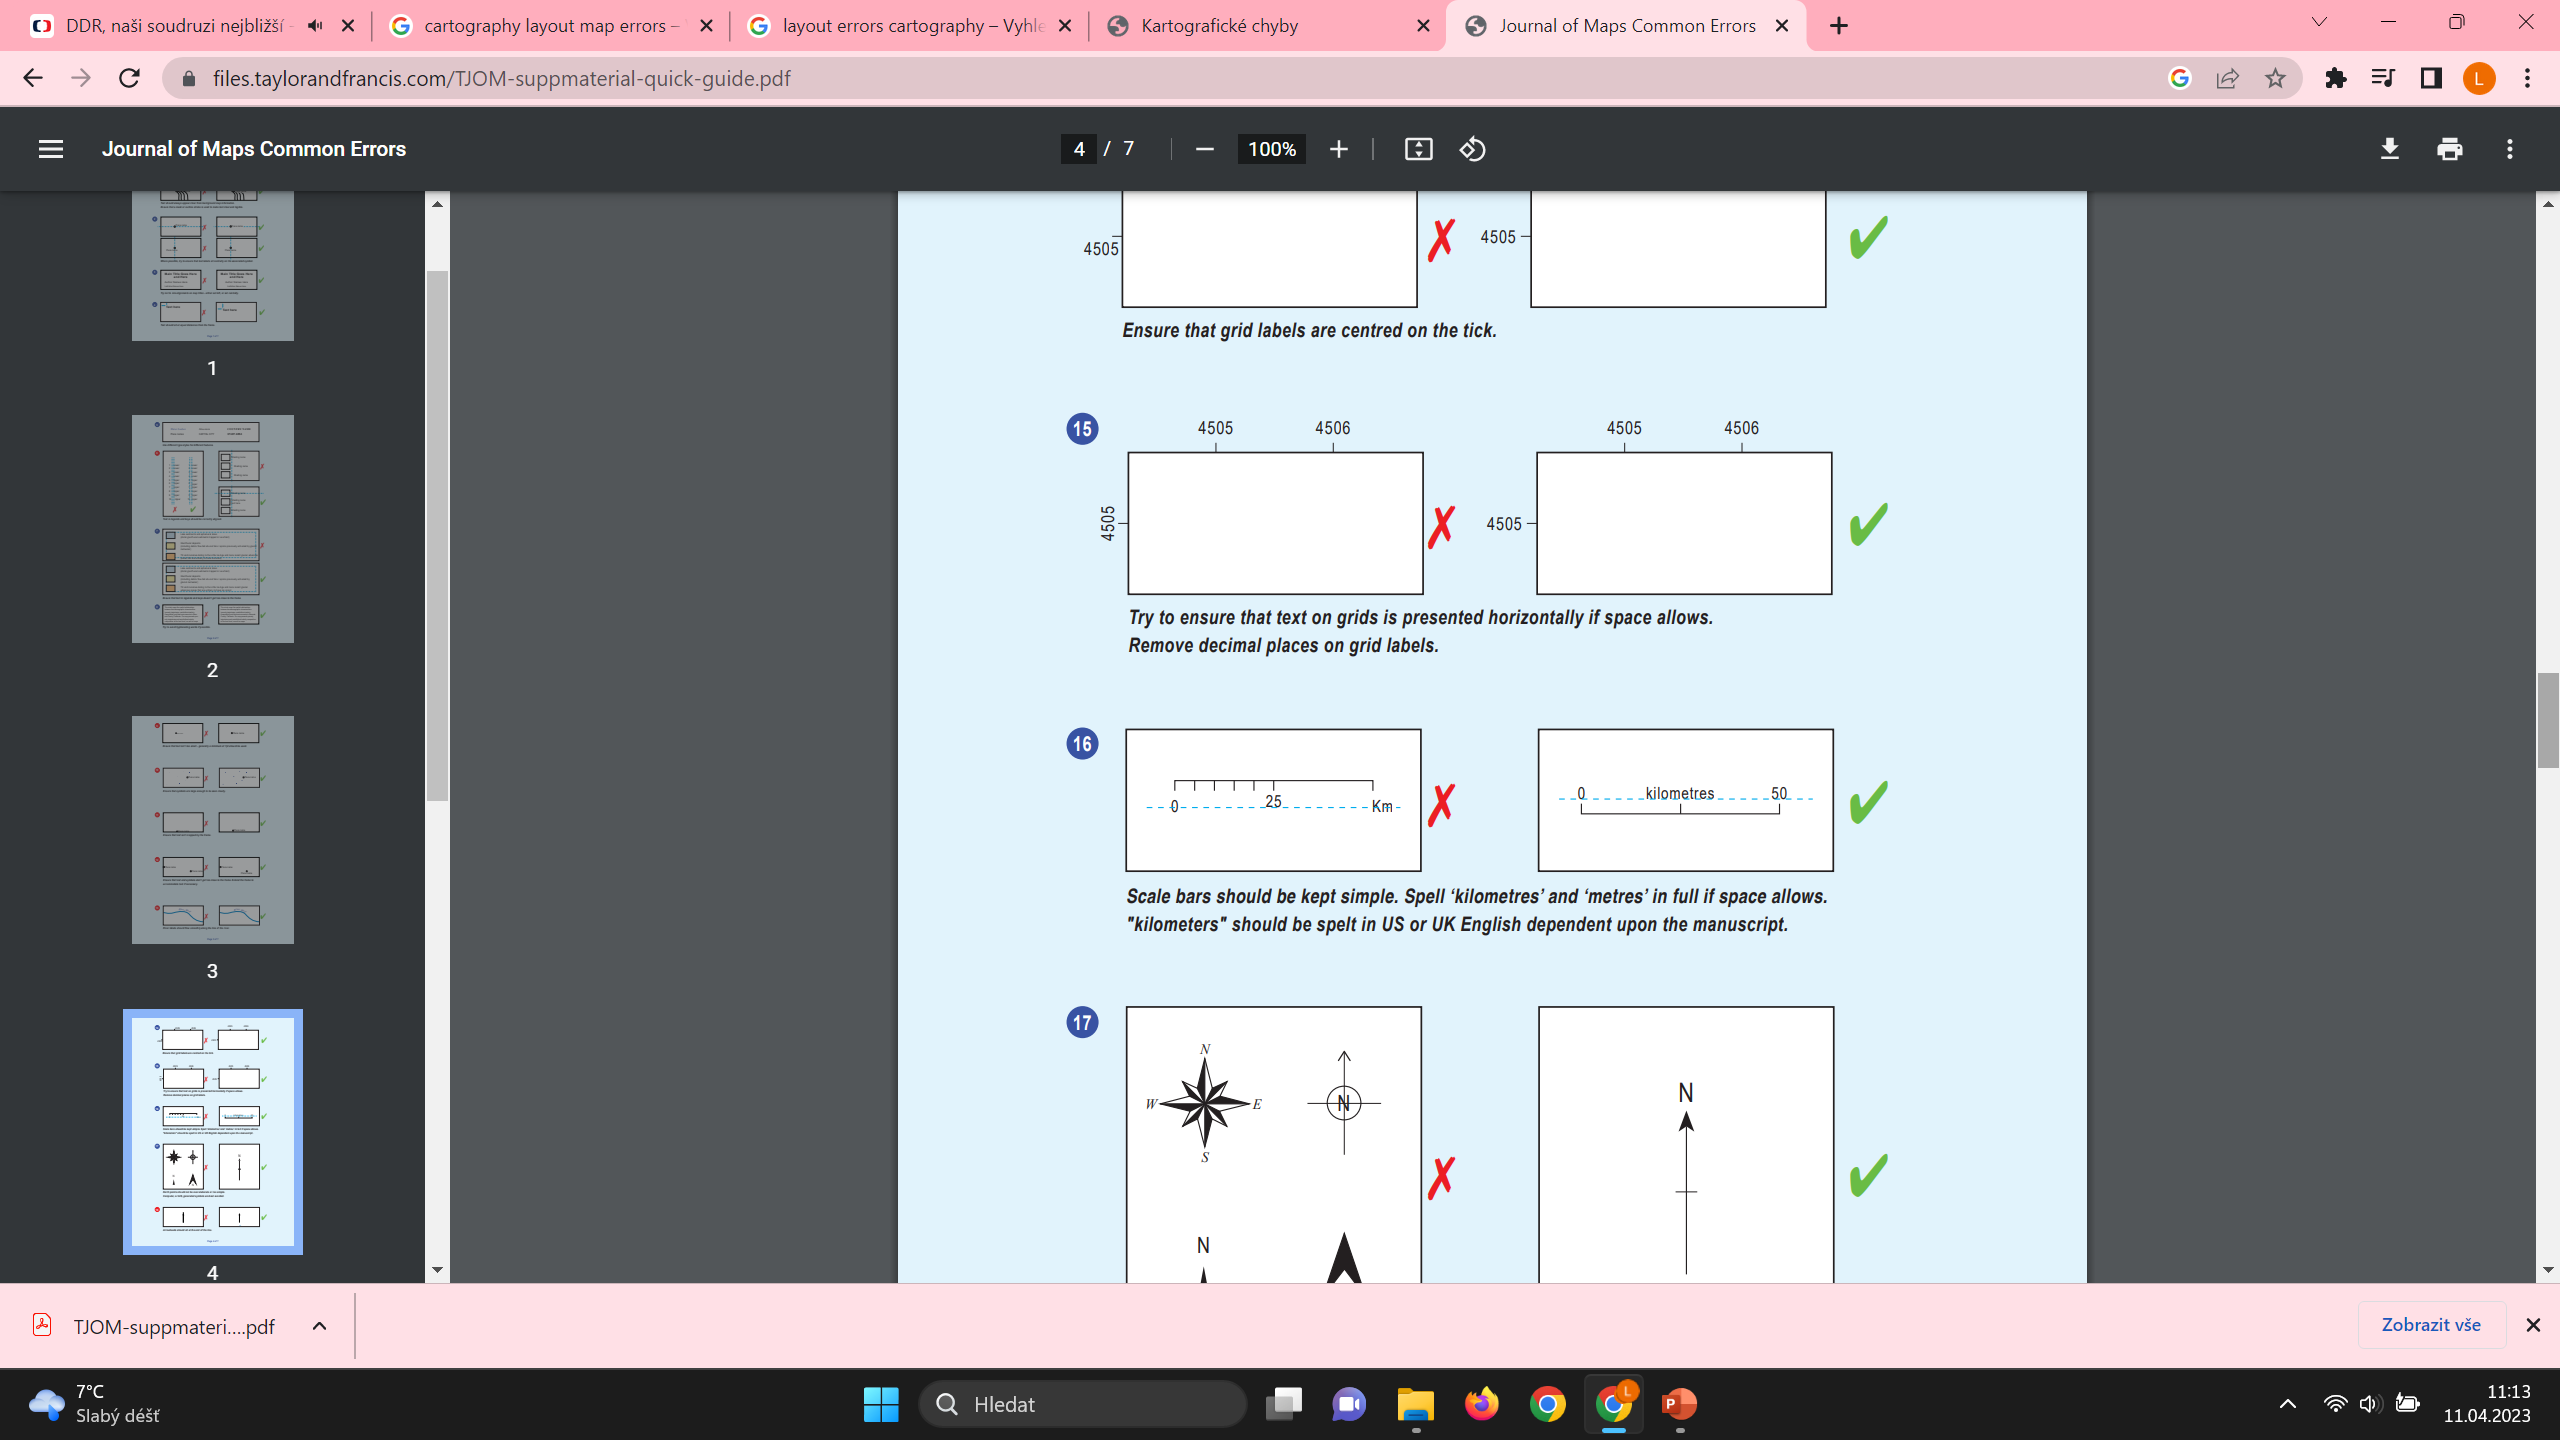 DDR, naši soudruzi nejbližší -
cartography layout map errors –
layout errors cartography – Vyhle
Kartografické chyby
Journal of Maps Common Errors
files.taylorandfrancis.com/TJOM-suppmaterial-quick-guide.pdf
L
Journal of Maps Common Errors
4 / 7
100%
1
2
3
4
4505
4505
Ensure that grid labels are centred on the tick.
15
4505 4506
4505 4506
4505
4505
Try to ensure that text on grids is presented horizontally if space allows.
Remove decimal places on grid labels.
16
0 25 Km
0 kilometres 50
Scale bars should be kept simple. Spell ‘kilometres’ and ‘metres’ in full if space allows.
"kilometers" should be spelt in US or UK English dependent upon the manuscript.
17
N
W E
S
N
N
N
TJOM-suppmateri....pdf
Zobrazit vše
7°C
Slabý déšť
Hledat
L
P
11:13
11.04.2023